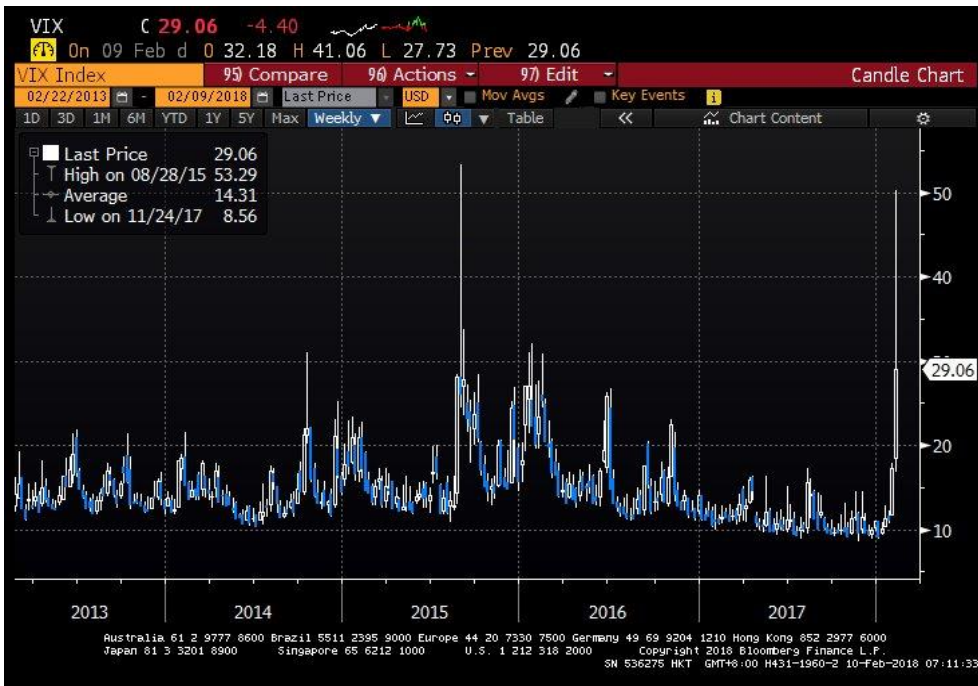 VIX C 29.06 -4.40
On 09 Feb d O 32.18 H 41.06 L 27.73 Prev 29.06
VIX Index 95) Compare 96) Actions 97) Edit Candle Chart
02/22/2013 - 02/09/2018 Last Price USD Mov Avgs Key Events i
1D 3D 1M 6M YTD 1Y 5Y Max Weekly ▼ ▼ Table « Chart Content
Last Price 29.06
High on 08/28/15 53.29
Average 14.31
Low on 11/24/17 8.56
50
40
29.06
20
10
2013 2014 2015 2016 2017
Australia 61 2 9777 8600 Brazil 5511 2395 9000 Europe 44 20 7330 7500 Germany 49 69 9204 1210 Hong Kong 852 2977 6000
Japan 81 3 3201 8900 Singapore 65 6212 1000 U.S. 1 212 318 2000 Copyright 2018 Bloomberg Finance L.P.
SN 536275 HKT GMT+8:00 H431-1960-2 10-Feb-2018 07:11:33